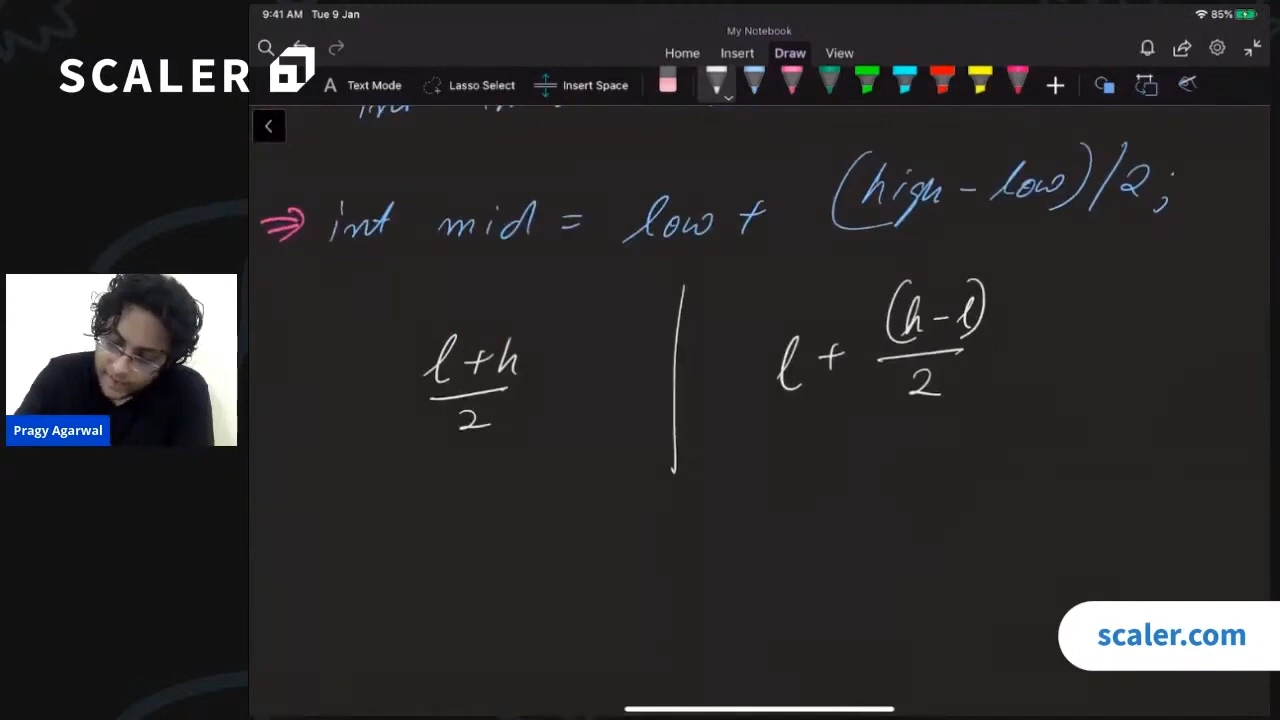 9:41 AM Tue 9 Jan
85%
My Notebook
Home Insert Draw View
SCALER
Text Mode Lasso Select Insert Space
⇒ int mid = low + (high - low)/2;
l+h
2
l + (h-l)
2
Pragy Agarwal
scaler.com